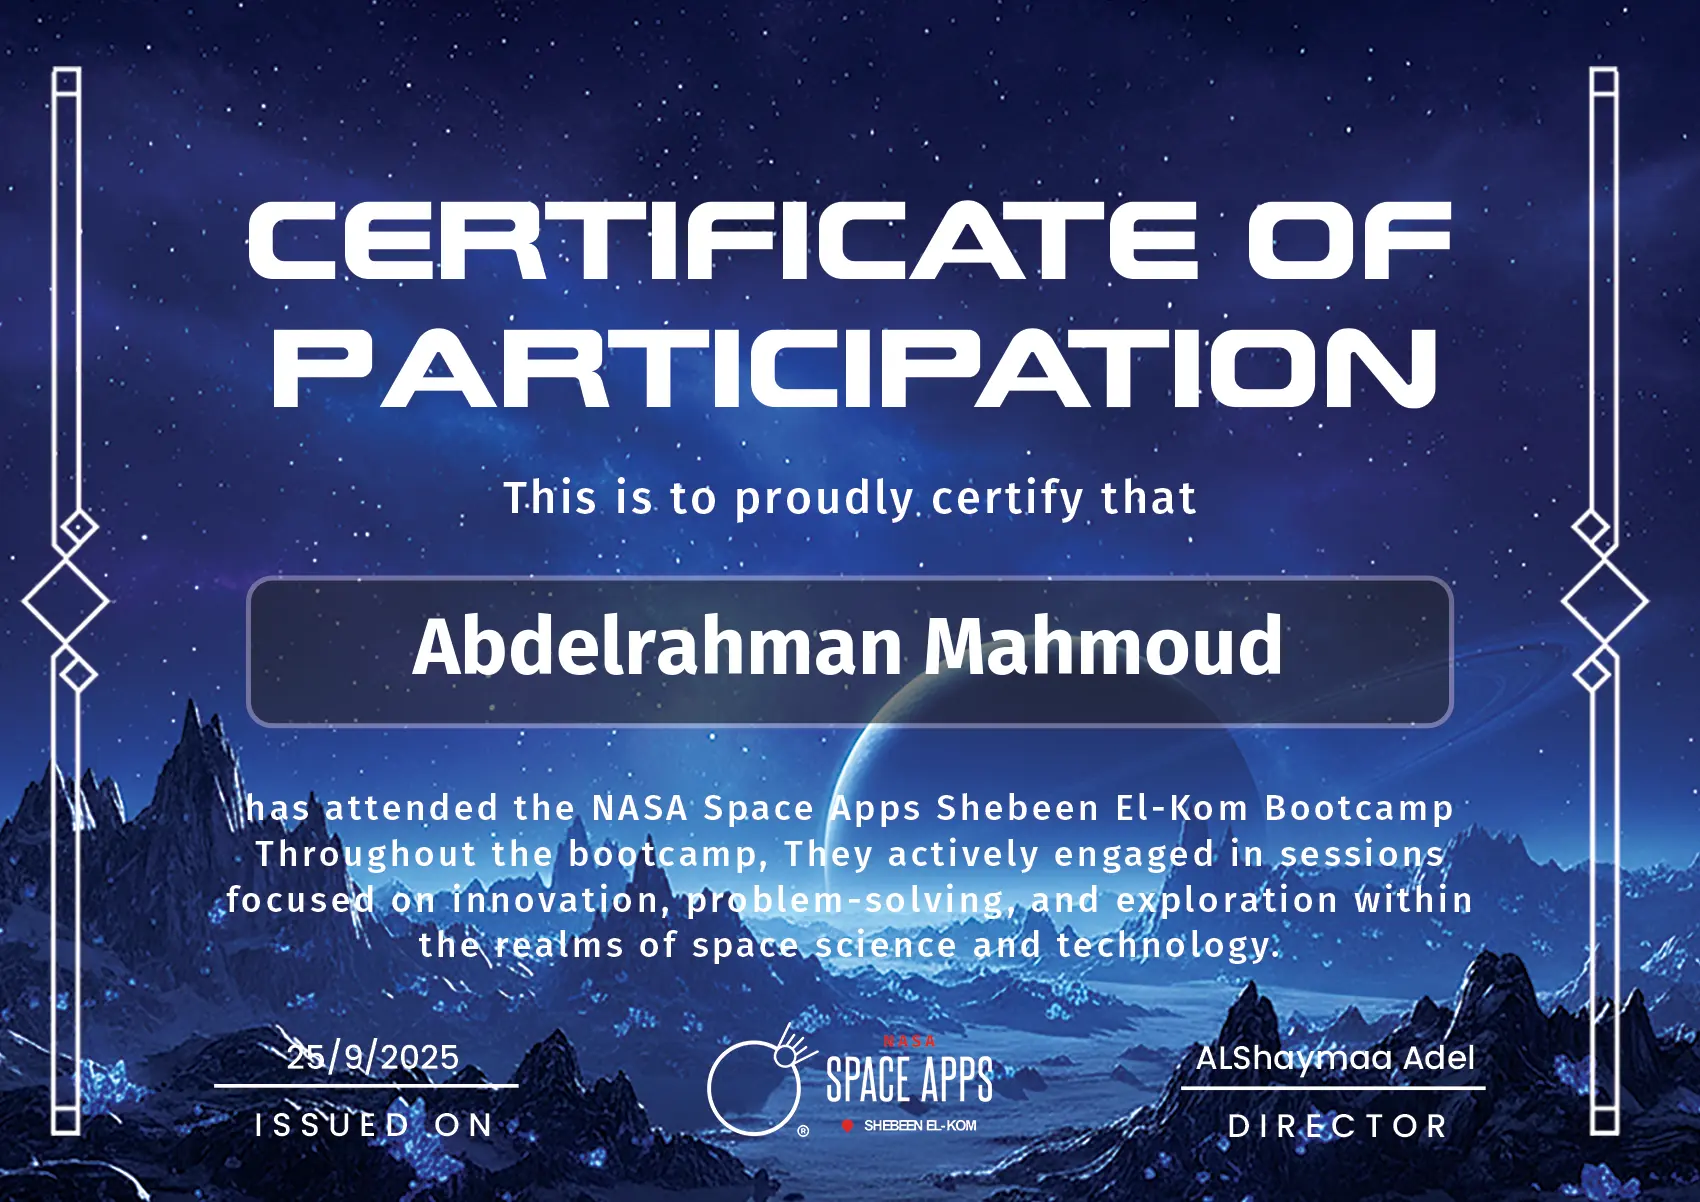 CERTIFICATE OF
PARTICIPATION
This is to proudly certify that
Abdelrahman Mahmoud
has attended the NASA Space Apps Shebeen El-Kom Bootcamp
Throughout the bootcamp, They actively engaged in sessions
focused on innovation, problem-solving, and exploration within
the realms of space science and technology.
25/9/2025
ISSUED ON
NASA
SPACE APPS
®
SHEBEEN EL-KOM
ALShaymaa Adel
DIRECTOR